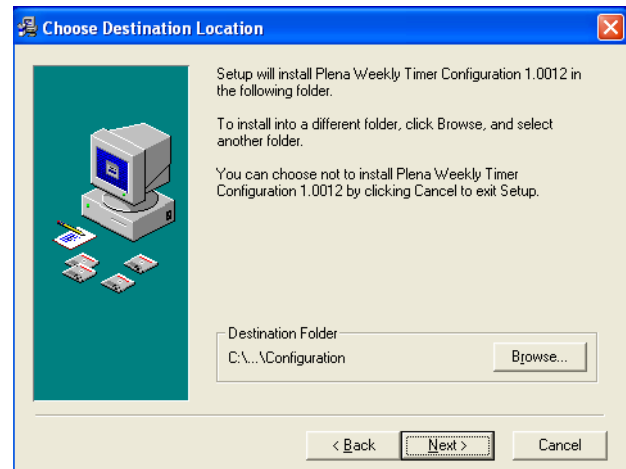 Choose Destination Location
Setup will install Plena Weekly Timer Configuration 1.0012 in
the following folder.
To install into a different folder, click Browse, and select
another folder.
You can choose not to install Plena Weekly Timer
Configuration 1.0012 by clicking Cancel to exit Setup.
Destination Folder
C:\...\Configuration
Browse...
< Back
Next >
Cancel